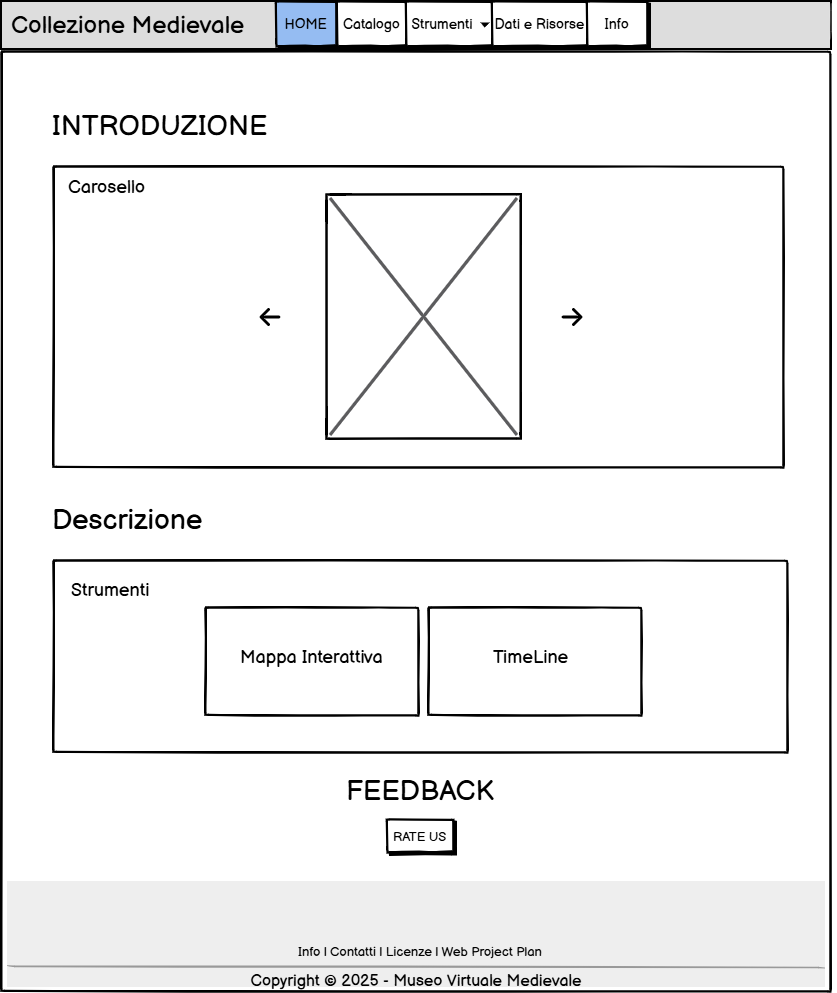 Collezione Medievale HOME Catalogo Strumenti Dati e Risorse Info
INTRODUZIONE
Carosello
Descrizione
Strumenti
Mappa Interattiva TimeLine
FEEDBACK
RATE US
Info | Contatti | Licenze | Web Project Plan
Copyright © 2025 - Museo Virtuale Medievale